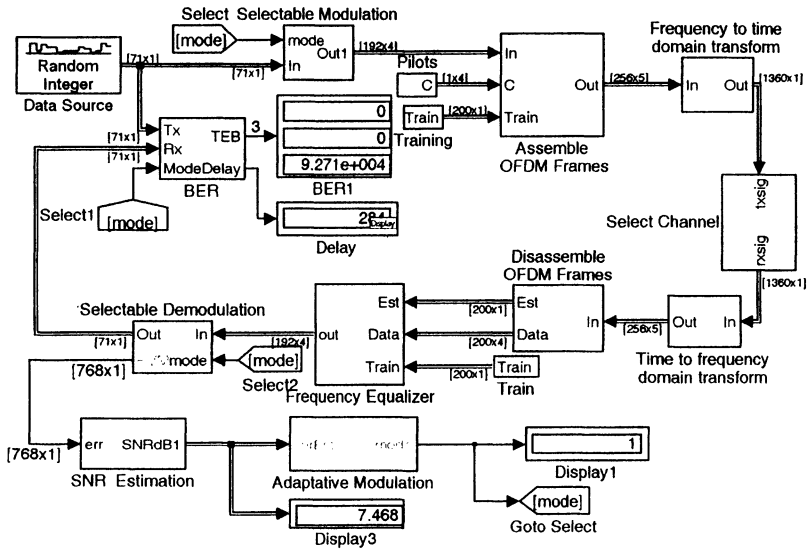 Select Selectable Modulation
[mode]
mode
In
Out1
[192x4]
Random
Integer
Data Source
[71x1]
[71x1]
Pilots
C
[1x4]
Train
[200x1]
Training
In
C
Train
Out
[256x5]
Assemble
OFDM Frames
Frequency to time
domain transform
In
Out
[1360x1]
Tx
Rx
ModeDelay
TEB
3
[71x1]
[71x1]
BER
0
0
9.271e+004
BER1
Select1
[mode]
284
Display
Delay
Select Channel
txsig
rxsig
[1360x1]
Disassemble
OFDM Frames
Est
Data
In
[200x1]
[200x4]
[256x5]
Out
In
Time to frequency
domain transform
Selectable Demodulation
Out
In
mode
[71x1]
[192x4]
[768x1]
[mode]
Select2
Est
Data
Train
out
Frequency Equalizer
[200x1]
Train
Train
[768x1]
err
SNRdB1
SNR Estimation
Adaptative Modulation
1
Display1
[mode]
Goto Select
7.468
Display3